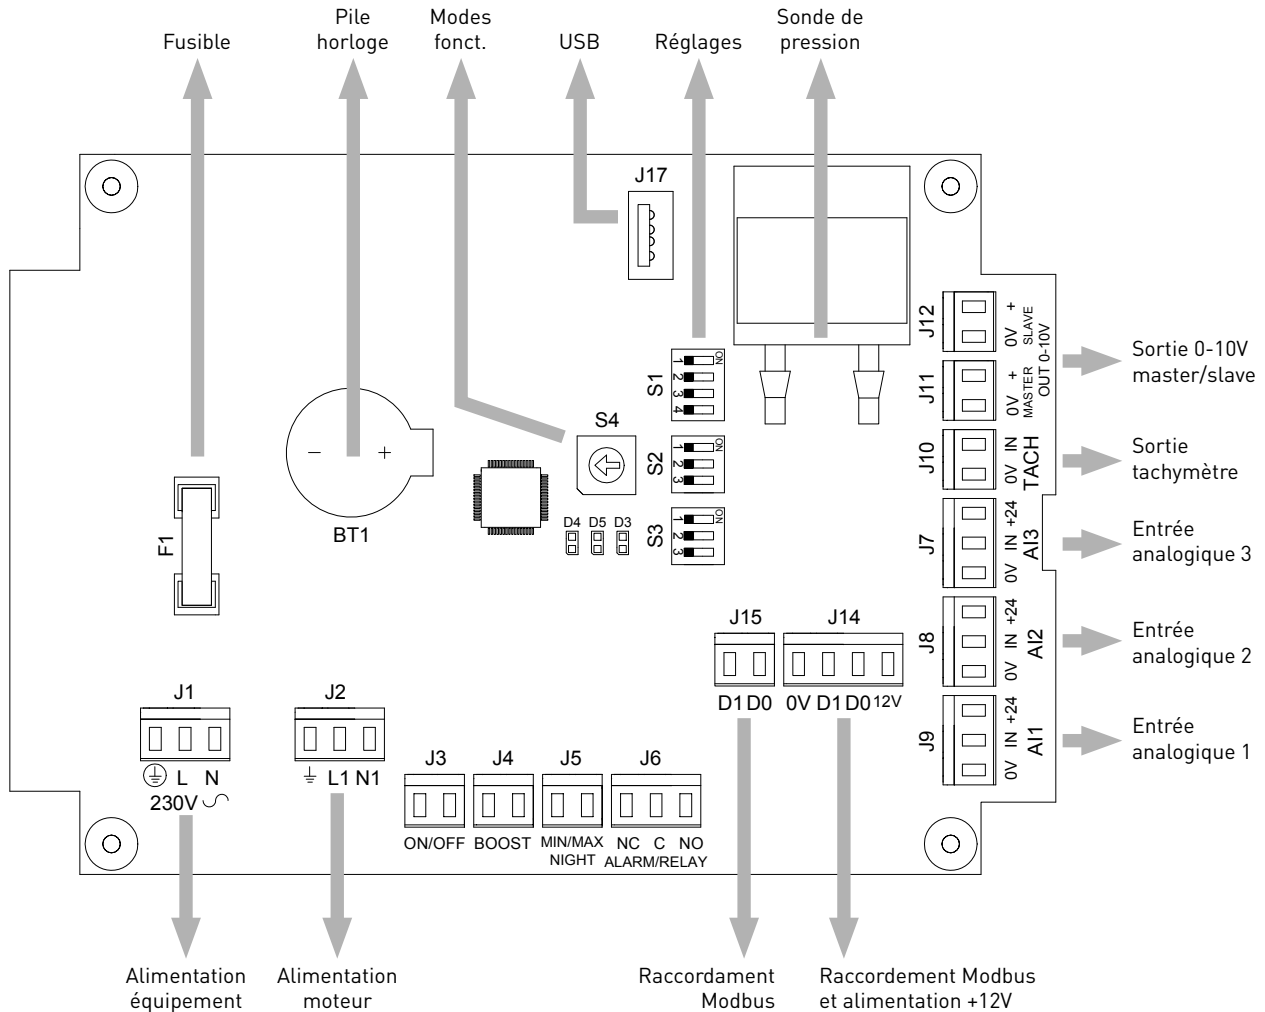 Fusible
Pile
horloge
Modes
fonct.
USB
Réglages
Sonde de
pression
J17
J12
0V +
SLAVE
J11
0V +
MASTER
OUT 0-10V
Sortie 0-10V
master/slave
J10
0V IN
TACH
Sortie
tachymètre
J7
0V IN +24
AI3
Entrée
analogique 3
J8
0V IN +24
AI2
Entrée
analogique 2
J9
0V IN +24
AI1
Entrée
analogique 1
S1
1
2
3
4
ON
S2
1
2
3
ON
S3
1
2
3
ON
S4
D4 D5 D3
− +
BT1
F1
J15
D1 D0
J14
0V D1 D0 12V
J1
L N
230V
J2
L1 N1
J3
ON/OFF
J4
BOOST
J5
MIN/MAX
NIGHT
J6
NC C NO
ALARM/RELAY
Alimentation
équipement
Alimentation
moteur
Raccordament
Modbus
Raccordement Modbus
et alimentation +12V